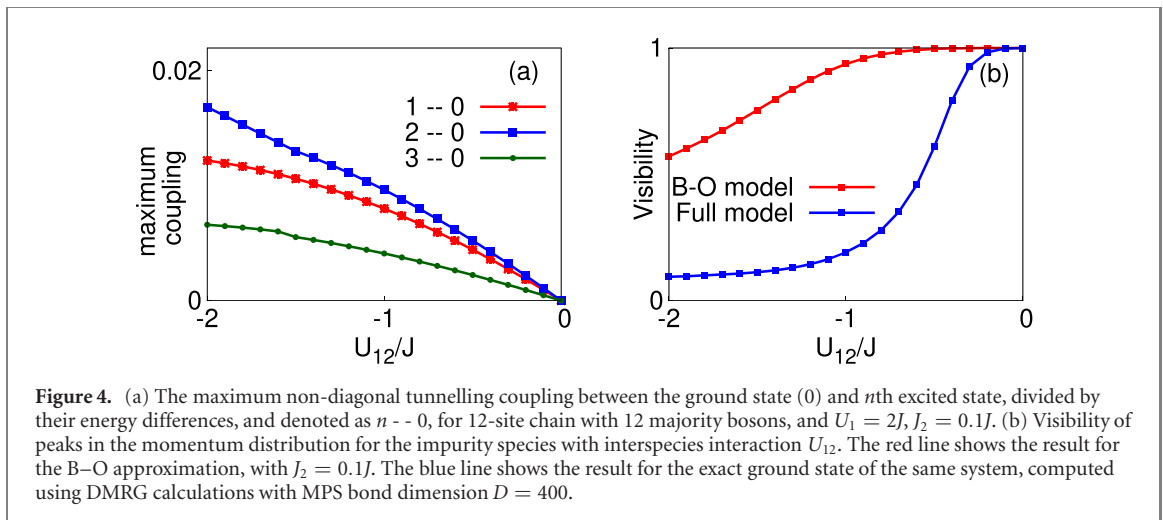 (a)
0.02
1 -- 0
2 -- 0
3 -- 0
maximum
coupling
0
-2
-1
0
U12/J
(b)
1
Visibility
B-O model
Full model
0
-2
-1
0
U12/J
Figure 4. (a) The maximum non-diagonal tunnelling coupling between the ground state (0) and nth excited state, divided by
their energy differences, and denoted as n - - 0, for 12-site chain with 12 majority bosons, and U1 = 2J, J2 = 0.1J. (b) Visibility of
peaks in the momentum distribution for the impurity species with interspecies interaction U12. The red line shows the result for
the B–O approximation, with J2 = 0.1J. The blue line shows the result for the exact ground state of the same system, computed
using DMRG calculations with MPS bond dimension D = 400.